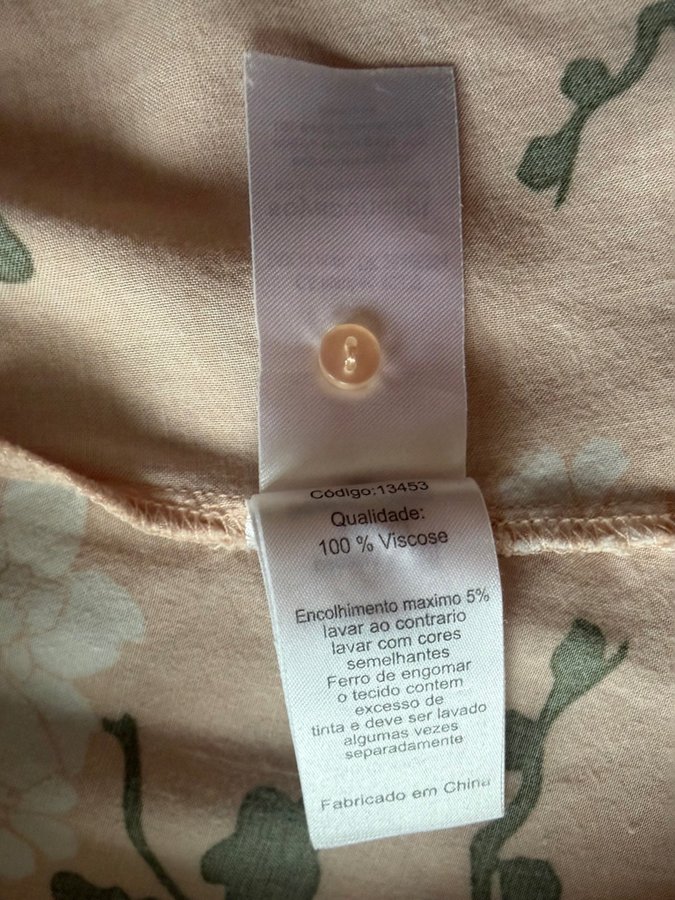 Código:13453
Qualidade:
100 % Viscose
Encolhimento maximo 5%
lavar ao contrario
lavar com cores
semelhantes
Ferro de engomar
o tecido contem
excesso de
tinta e deve ser lavado
algumas vezes
separadamente
Fabricado em China